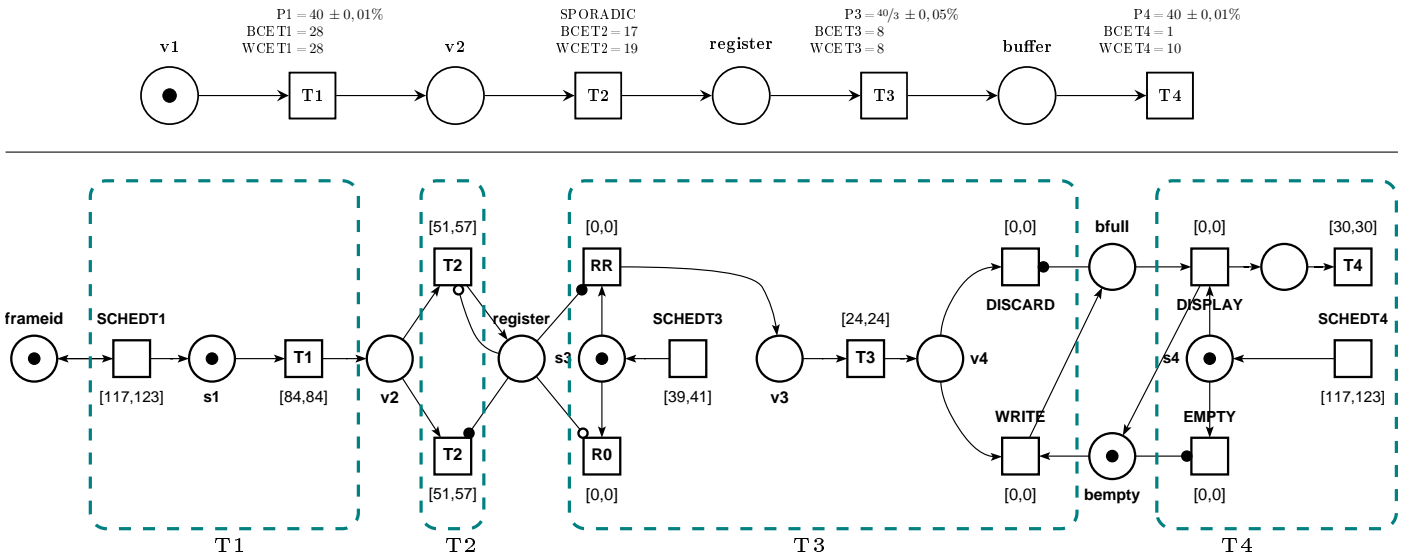 P1 = 40 ± 0,01%
BCET1 = 28
WCET1 = 28
SPORADIC
BCET2 = 17
WCET2 = 19
P3 = 40/3 ± 0,05%
BCET3 = 8
WCET3 = 8
P4 = 40 ± 0,01%
BCET4 = 1
WCET4 = 10
v1
v2
register
buffer
T1
T2
T3
T4
[51,57]
[0,0]
[0,0]
bfull
[0,0]
[30,30]
T2
RR
T4
DISCARD
DISPLAY
frameid
SCHEDT1
register
SCHEDT3
[24,24]
SCHEDT4
T1
s3
T3
v4
s4
[117,123]
s1
[84,84]
v2
[39,41]
v3
[117,123]
WRITE
EMPTY
T2
R0
[51,57]
[0,0]
[0,0]
bempty
[0,0]
T1
T2
T3
T4